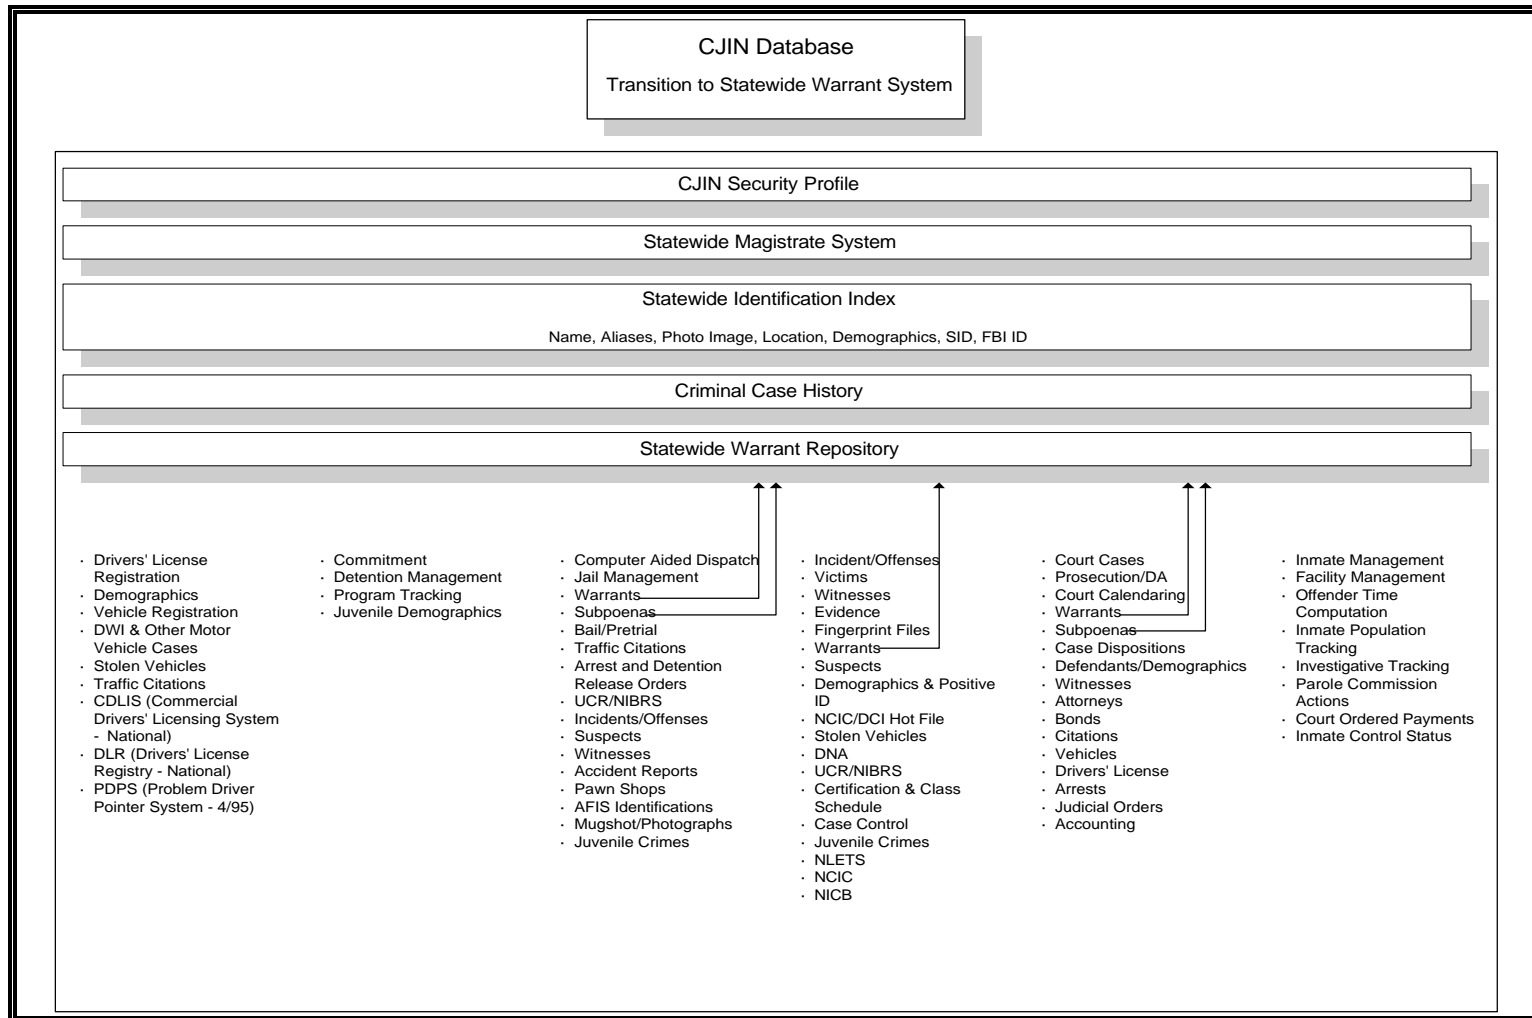 CJIN Database
Transition to Statewide Warrant System
CJIN Security Profile
Statewide Magistrate System
Statewide Identification Index
Name, Aliases, Photo Image, Location, Demographics, SID, FBI ID
Criminal Case History
Statewide Warrant Repository
· Drivers' License
Registration
· Demographics
· Vehicle Registration
· DWI & Other Motor
Vehicle Cases
· Stolen Vehicles
· Traffic Citations
· CDLIS (Commercial
Drivers' Licensing System
- National)
· DLR (Drivers' License
Registry - National)
· PDPS (Problem Driver
Pointer System - 4/95)
· Commitment
· Detention Management
· Program Tracking
· Juvenile Demographics
· Computer Aided Dispatch
· Jail Management
· Warrants
· Subpoenas
· Bail/Pretrial
· Traffic Citations
· Arrest and Detention
Release Orders
· UCR/NIBRS
· Incidents/Offenses
· Suspects
· Witnesses
· Accident Reports
· Pawn Shops
· AFIS Identifications
· Mugshot/Photographs
· Juvenile Crimes
· Incident/Offenses
· Victims
· Witnesses
· Evidence
· Fingerprint Files
· Warrants
· Suspects
· Demographics & Positive
ID
· NCIC/DCI Hot File
· Stolen Vehicles
· DNA
· UCR/NIBRS
· Certification & Class
Schedule
· Case Control
· Juvenile Crimes
· NLETS
· NCIC
· NICB
· Court Cases
· Prosecution/DA
· Court Calendaring
· Warrants
· Subpoenas
· Case Dispositions
· Defendants/Demographics
· Witnesses
· Attorneys
· Bonds
· Citations
· Vehicles
· Drivers' License
· Arrests
· Judicial Orders
· Accounting
· Inmate Management
· Facility Management
· Offender Time
Computation
· Inmate Population
Tracking
· Investigative Tracking
· Parole Commission
Actions
· Court Ordered Payments
· Inmate Control Status